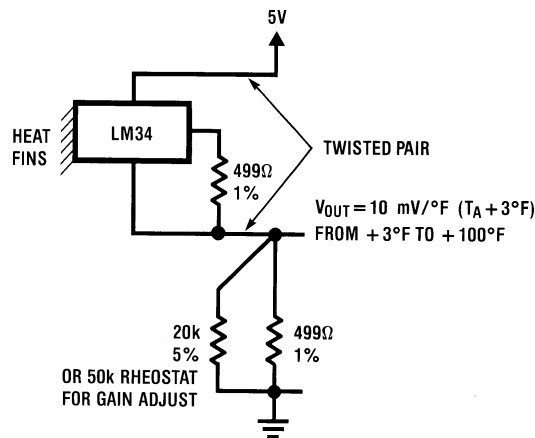 5V
HEAT
FINS
LM34
TWISTED PAIR
499Ω
1%
VOUT = 10 mV/°F (TA + 3°F)
FROM + 3°F TO + 100°F
20k
5%
499Ω
1%
OR 50k RHEOSTAT
FOR GAIN ADJUST